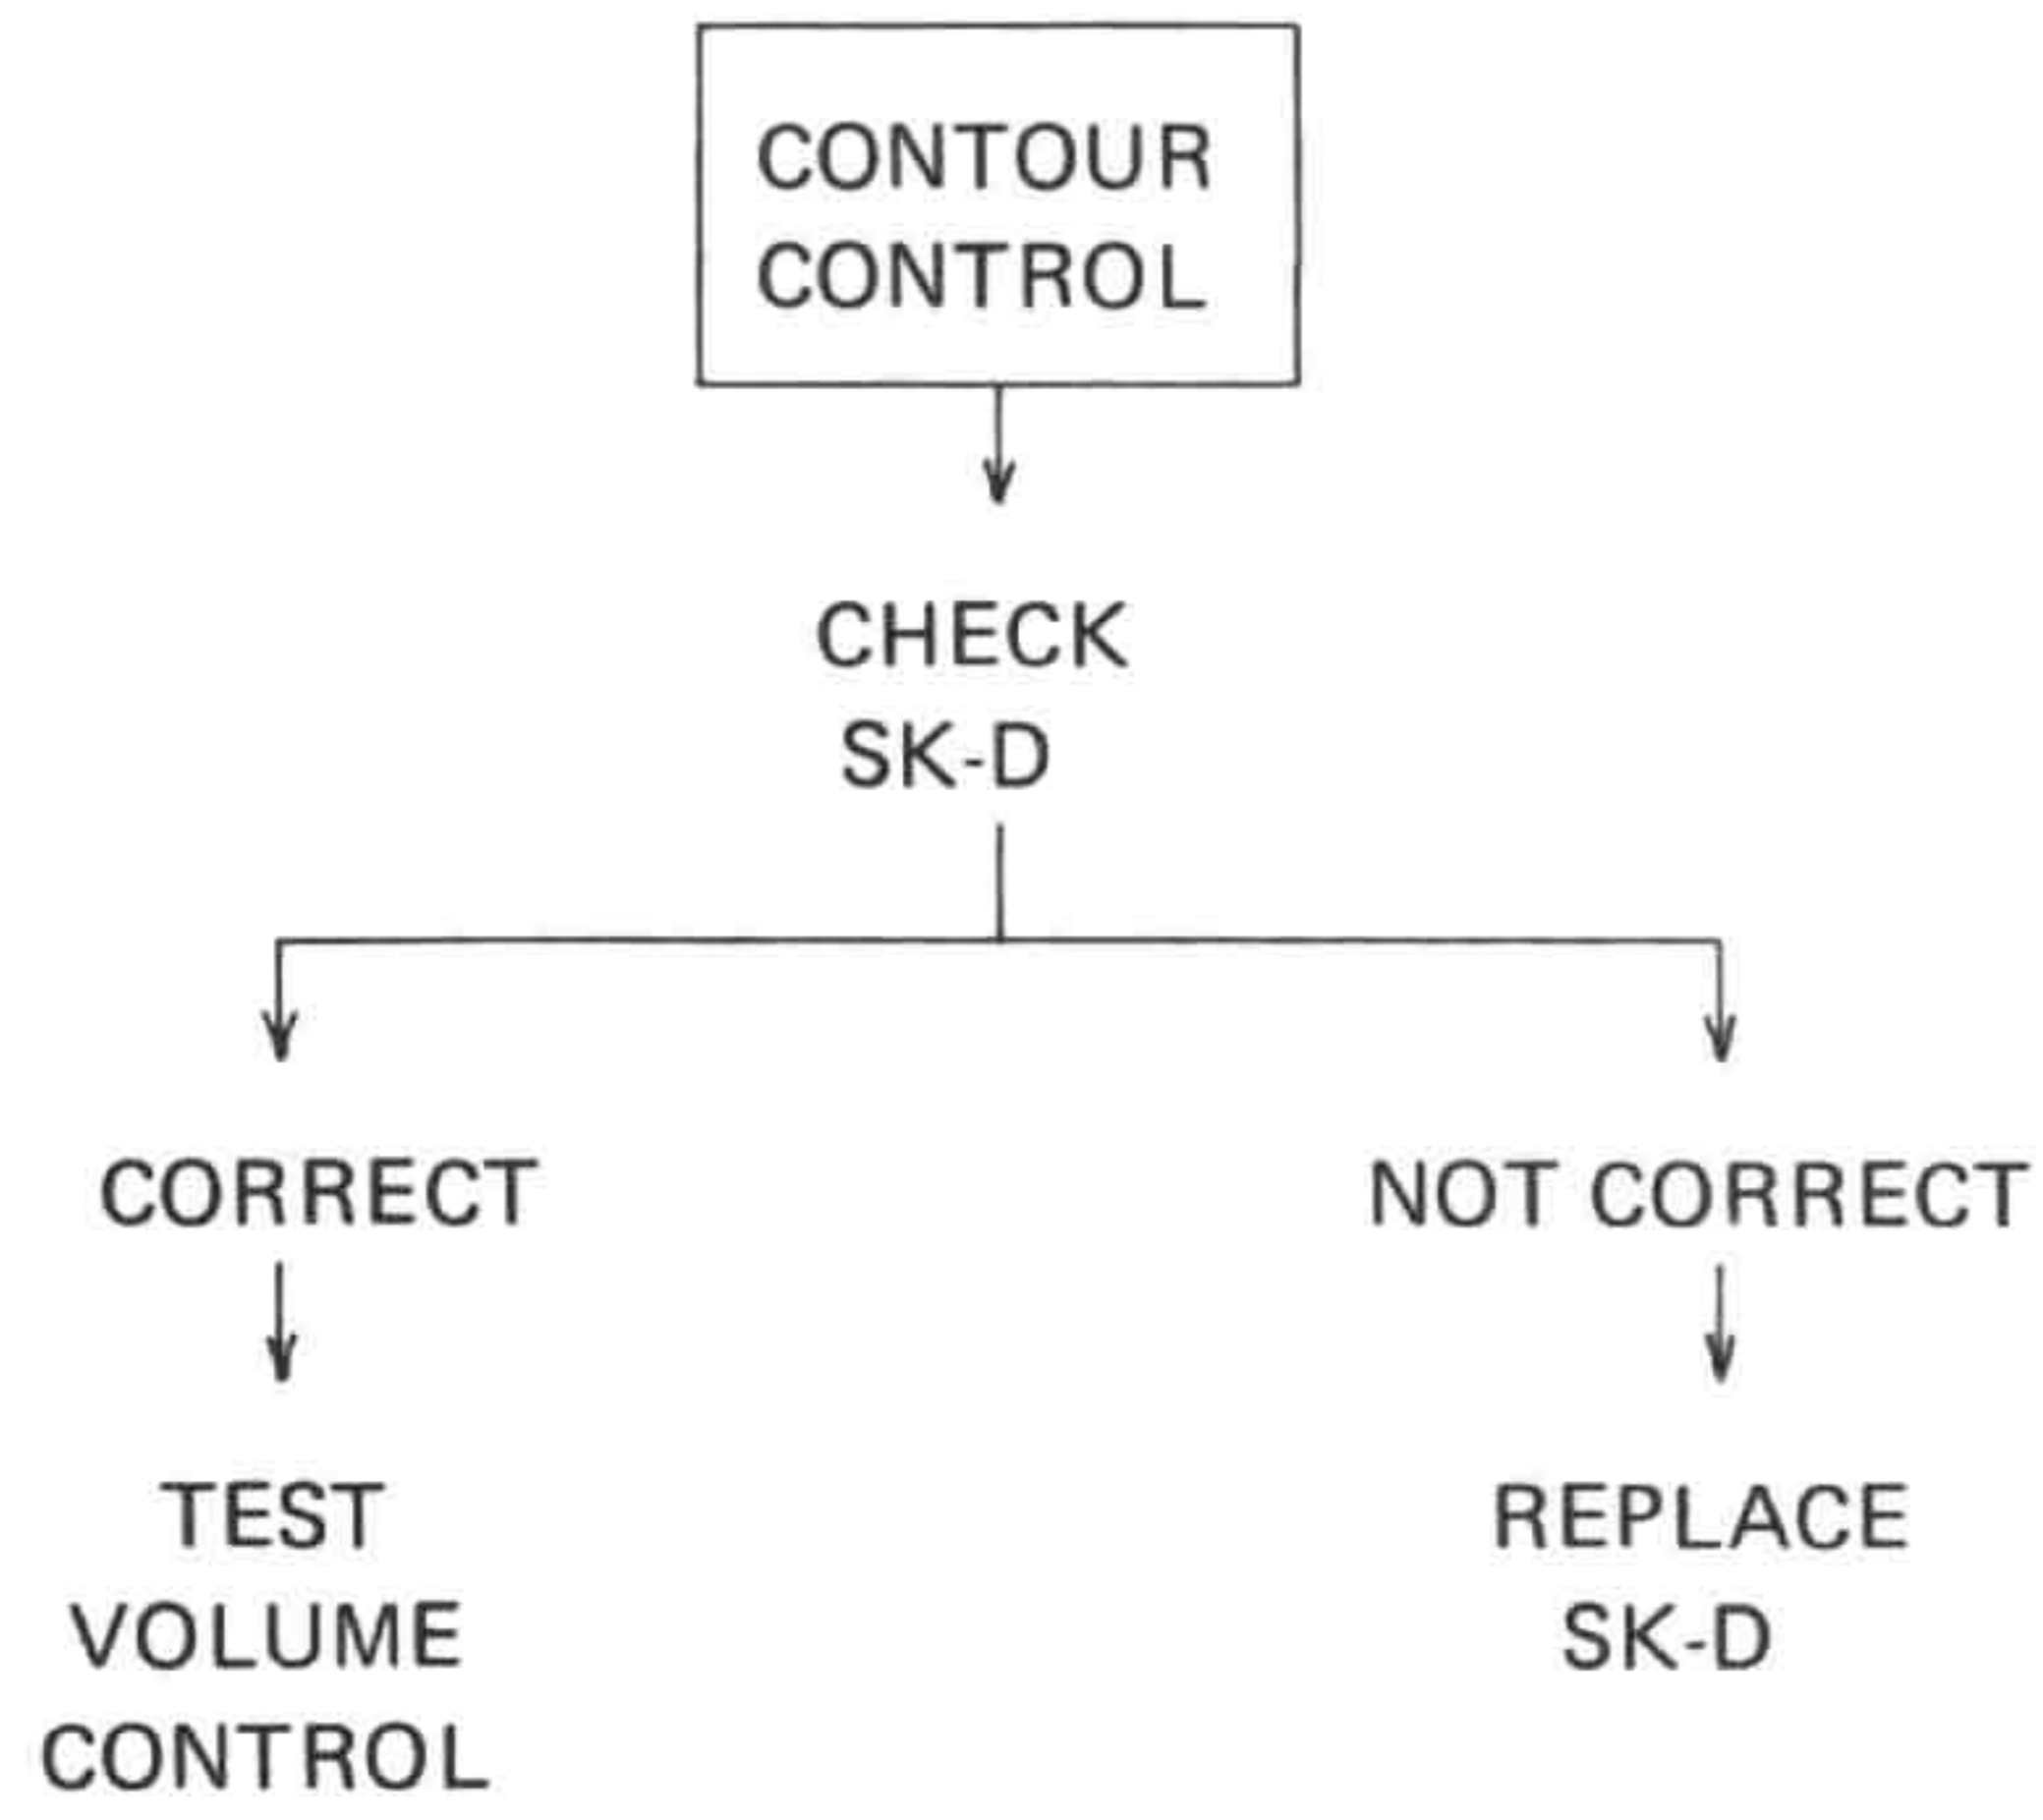 CONTOUR
CONTROL
CHECK
SK-D
CORRECT
NOT CORRECT
TEST
VOLUME
CONTROL
REPLACE
SK-D